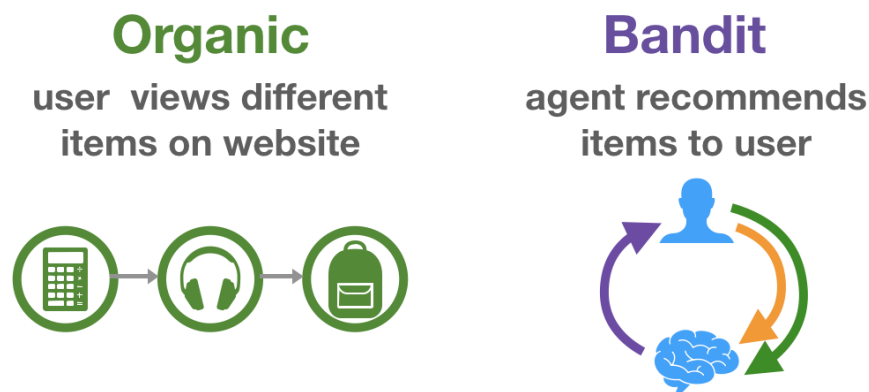 Organic
user views different
items on website
Bandit
agent recommends
items to user